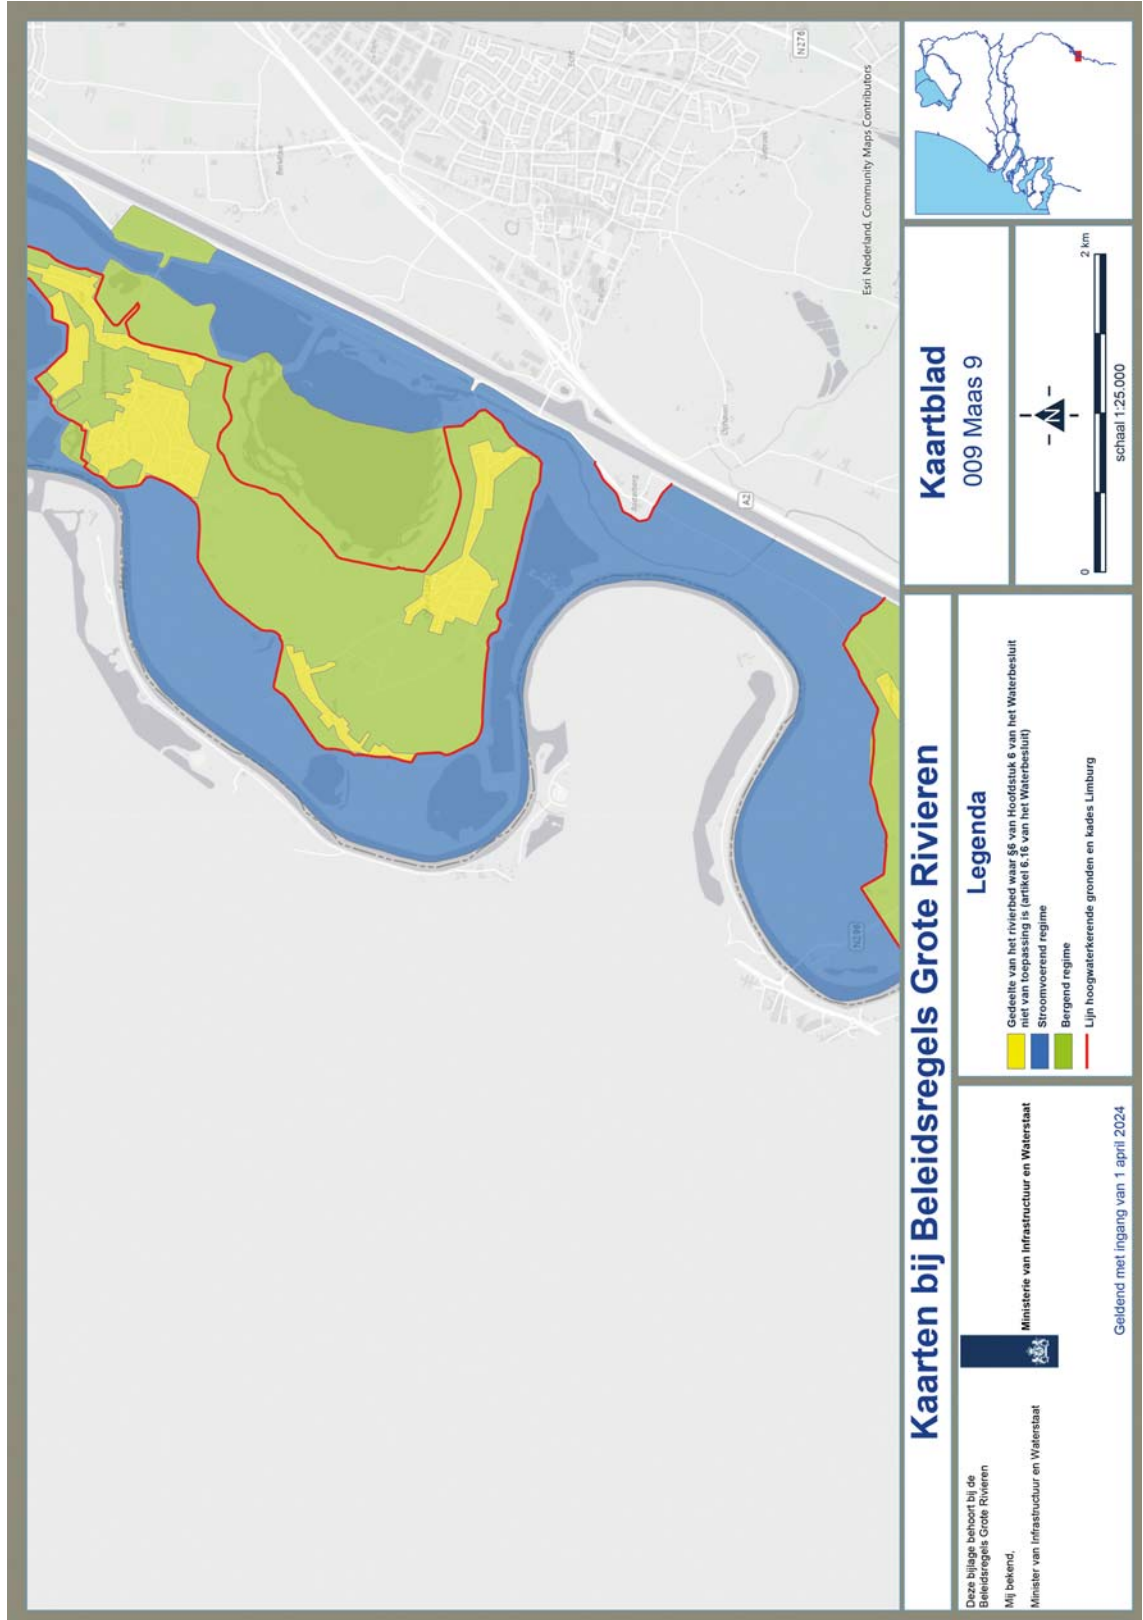 N276
Echt
Berkelaar
Esri Nederland, Community Maps Contributors
A2
N296
Kaarten bij Beleidsregels Grote Rivieren
Kaartblad
009 Maas 9
N
0
2 km
schaal 1:25.000
Legenda
Gedeelte van het rivierbed waar §6 van Hoofdstuk 6 van het Waterbesluit
niet van toepassing is (artikel 6.16 van het Waterbesluit)
Stroomvoerend regime
Bergend regime
Lijn hoogwaterkerende gronden en kades Limburg
Deze bijlage behoort bij de
Beleidsregels Grote Rivieren
Mij bekend,
Minister van Infrastructuur en Waterstaat
Ministerie van Infrastructuur en Waterstaat
Geldend met ingang van 1 april 2024